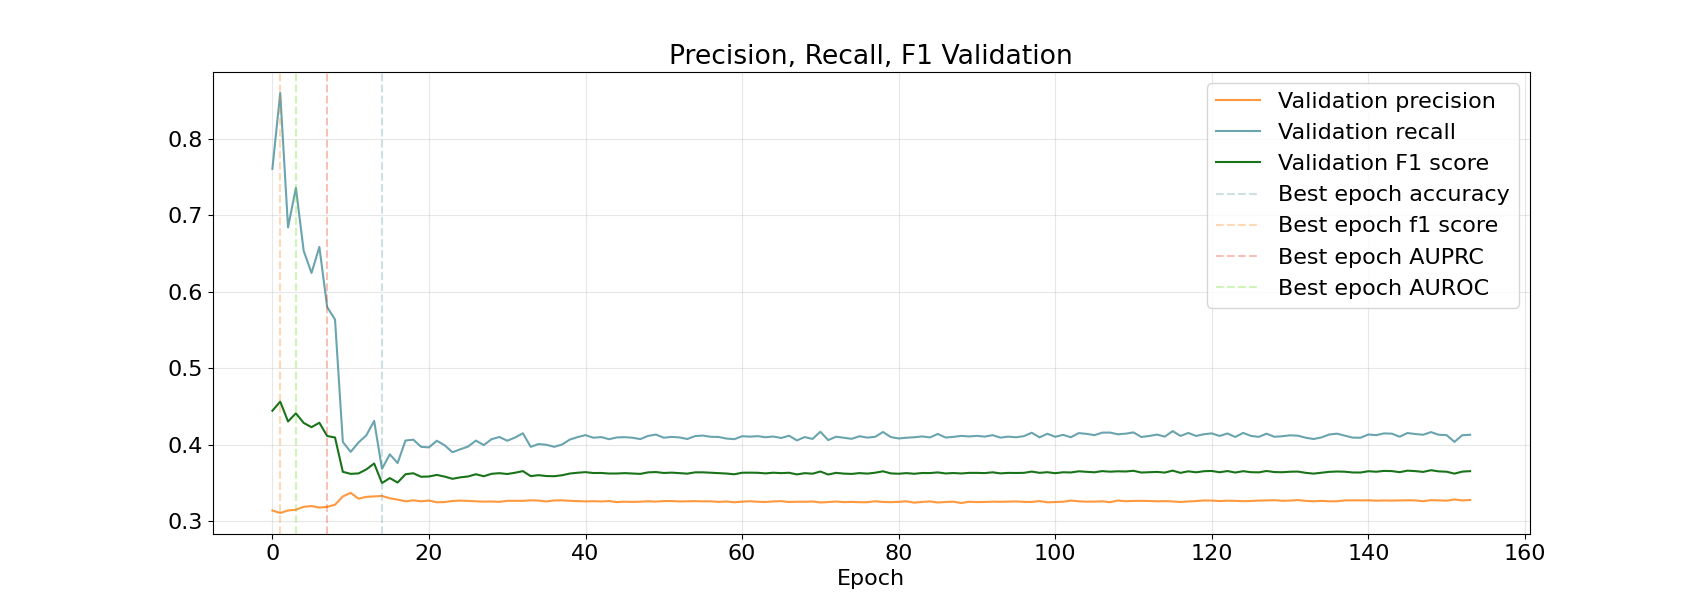 Precision, Recall, F1 Validation
0.8
0.7
0.6
0.5
0.4
0.3
Validation precision
Validation recall
Validation F1 score
Best epoch accuracy
Best epoch f1 score
Best epoch AUPRC
Best epoch AUROC
0 20 40 60 80 100 120 140 160
Epoch